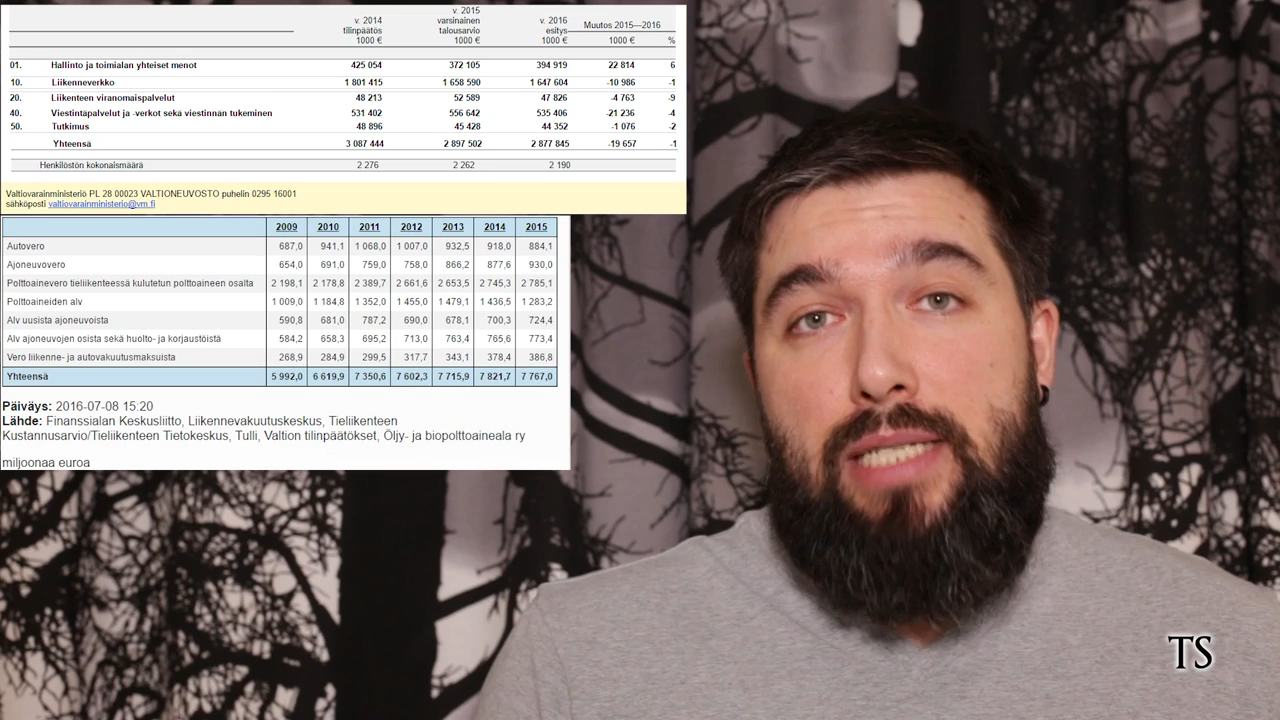 v. 2014 v. 2015 v. 2016 Muutos 2015—2016
tilinpäätös varsinainen esitys
talousarvio
1000 € 1000 € 1000 € 1000 € %
01. Hallinto ja toimialan yhteiset menot 425 054 372 105 394 919 22 814 6
10. Liikenneverkko 1 801 415 1 658 590 1 647 604 -10 986 -1
20. Liikenteen viranomaispalvelut 48 213 52 589 47 826 -4 763 -9
40. Viestintäpalvelut ja -verkot sekä viestinnän tukeminen 531 402 556 642 535 406 -21 236 -4
50. Tutkimus 48 896 45 428 44 352 -1 076 -2
Yhteensä 3 087 444 2 897 502 2 877 845 -19 657 -1
Henkilöstön kokonaismäärä 2 276 2 262 2 190
Valtiovarainministeriö PL 28 00023 VALTIONEUVOSTO puhelin 0295 16001
sähköposti valtiovarainministerio@vm.fi
2009 2010 2011 2012 2013 2014 2015
Autovero 687,0 941,1 1 068,0 1 007,0 932,5 918,0 884,1
Ajoneuvovero 654,0 691,0 759,0 758,0 866,2 877,6 930,0
Polttoainevero tieliikenteessä kulutetun polttoaineen osalta 2 198,1 2 178,8 2 389,7 2 661,6 2 653,5 2 745,3 2 785,1
Polttoaineiden alv 1 009,0 1 184,8 1 352,0 1 455,0 1 479,1 1 436,5 1 283,2
Alv uusista ajoneuvoista 590,8 681,0 787,2 690,0 678,1 700,3 724,4
Alv ajoneuvojen osista sekä huolto- ja korjaustöistä 584,2 658,3 695,2 713,0 763,4 765,6 773,4
Vero liikenne- ja autovakuutusmaksuista 268,9 284,9 299,5 317,7 343,1 378,4 386,8
Yhteensä 5 992,0 6 619,9 7 350,6 7 602,3 7 715,9 7 821,7 7 767,0
Päiväys: 2016-07-08 15:20
Lähde: Finanssialan Keskusliitto, Liikennevakuutuskeskus, Tieliikenteen
Kustannusarvio/Tieliikenteen Tietokeskus, Tulli, Valtion tilinpäätökset, Öljy- ja biopolttoaineala ry
miljoonaa euroa
TS